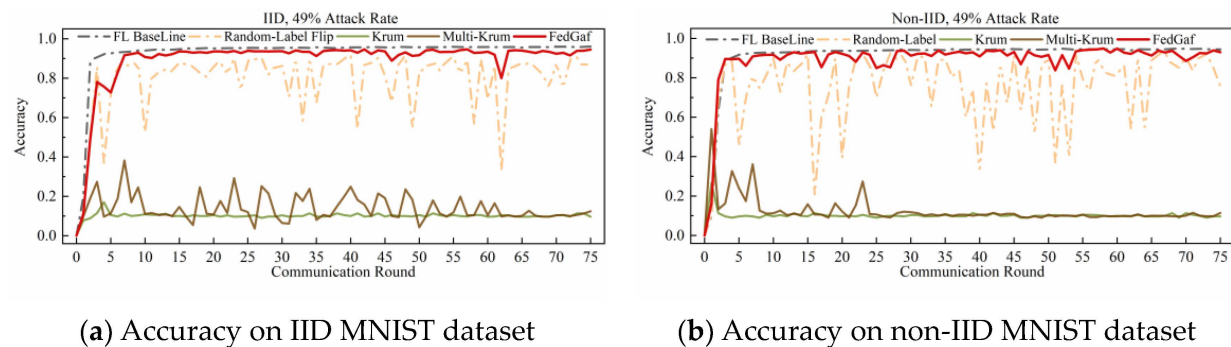 IID, 49% Attack Rate
FL BaseLine Random-Label Flip Krum Multi-Krum FedGaf
1.0
0.8
0.6
0.4
0.2
0.0
Accuracy
0 5 10 15 20 25 30 35 40 45 50 55 60 65 70 75
Communication Round
(a) Accuracy on IID MNIST dataset
Non-IID, 49% Attack Rate
FL BaseLine Random-Label Krum Multi-Krum FedGaf
1.0
0.8
0.6
0.4
0.2
0.0
Accuracy
0 5 10 15 20 25 30 35 40 45 50 55 60 65 70 75
Communication Round
(b) Accuracy on non-IID MNIST dataset